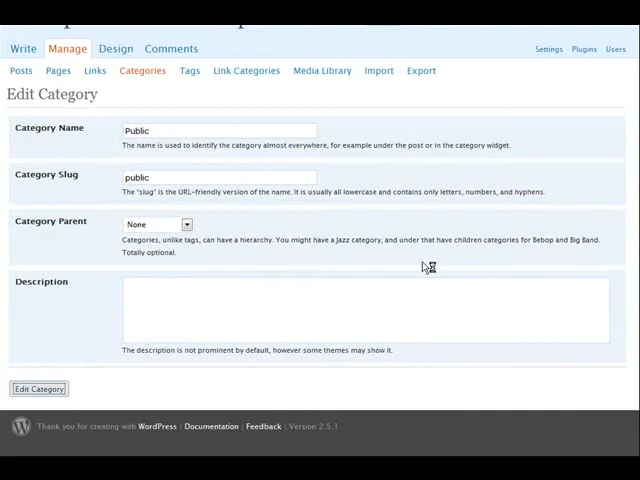 Write Manage Design Comments Settings Plugins Users
Posts Pages Links Categories Tags Link Categories Media Library Import Export
Edit Category
Category Name Public
The name is used to identify the category almost everywhere, for example under the post or in the category widget.
Category Slug public
The "slug" is the URL-friendly version of the name. It is usually all lowercase and contains only letters, numbers, and hyphens.
Category Parent None
Categories, unlike tags, can have a hierarchy. You might have a Jazz category, and under that have children categories for Bebop and Big Band.
Totally optional.
Description
The description is not prominent by default, however some themes may show it.
Edit Category
Thank you for creating with WordPress | Documentation | Feedback | Version 2.5.1